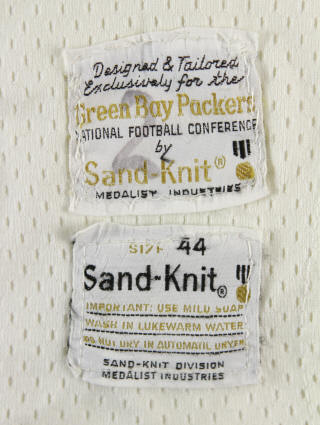 Designed & Tailored
Exclusively for the
Green Bay Packers
NATIONAL FOOTBALL CONFERENCE
by
Sand-Knit®
MEDALIST INDUSTRIES
SIZE 44
Sand-Knit®
IMPORTANT: USE MILD SOAP
WASH IN LUKEWARM WATER
DO NOT DRY IN AUTOMATIC DRYER
SAND-KNIT DIVISION
MEDALIST INDUSTRIES